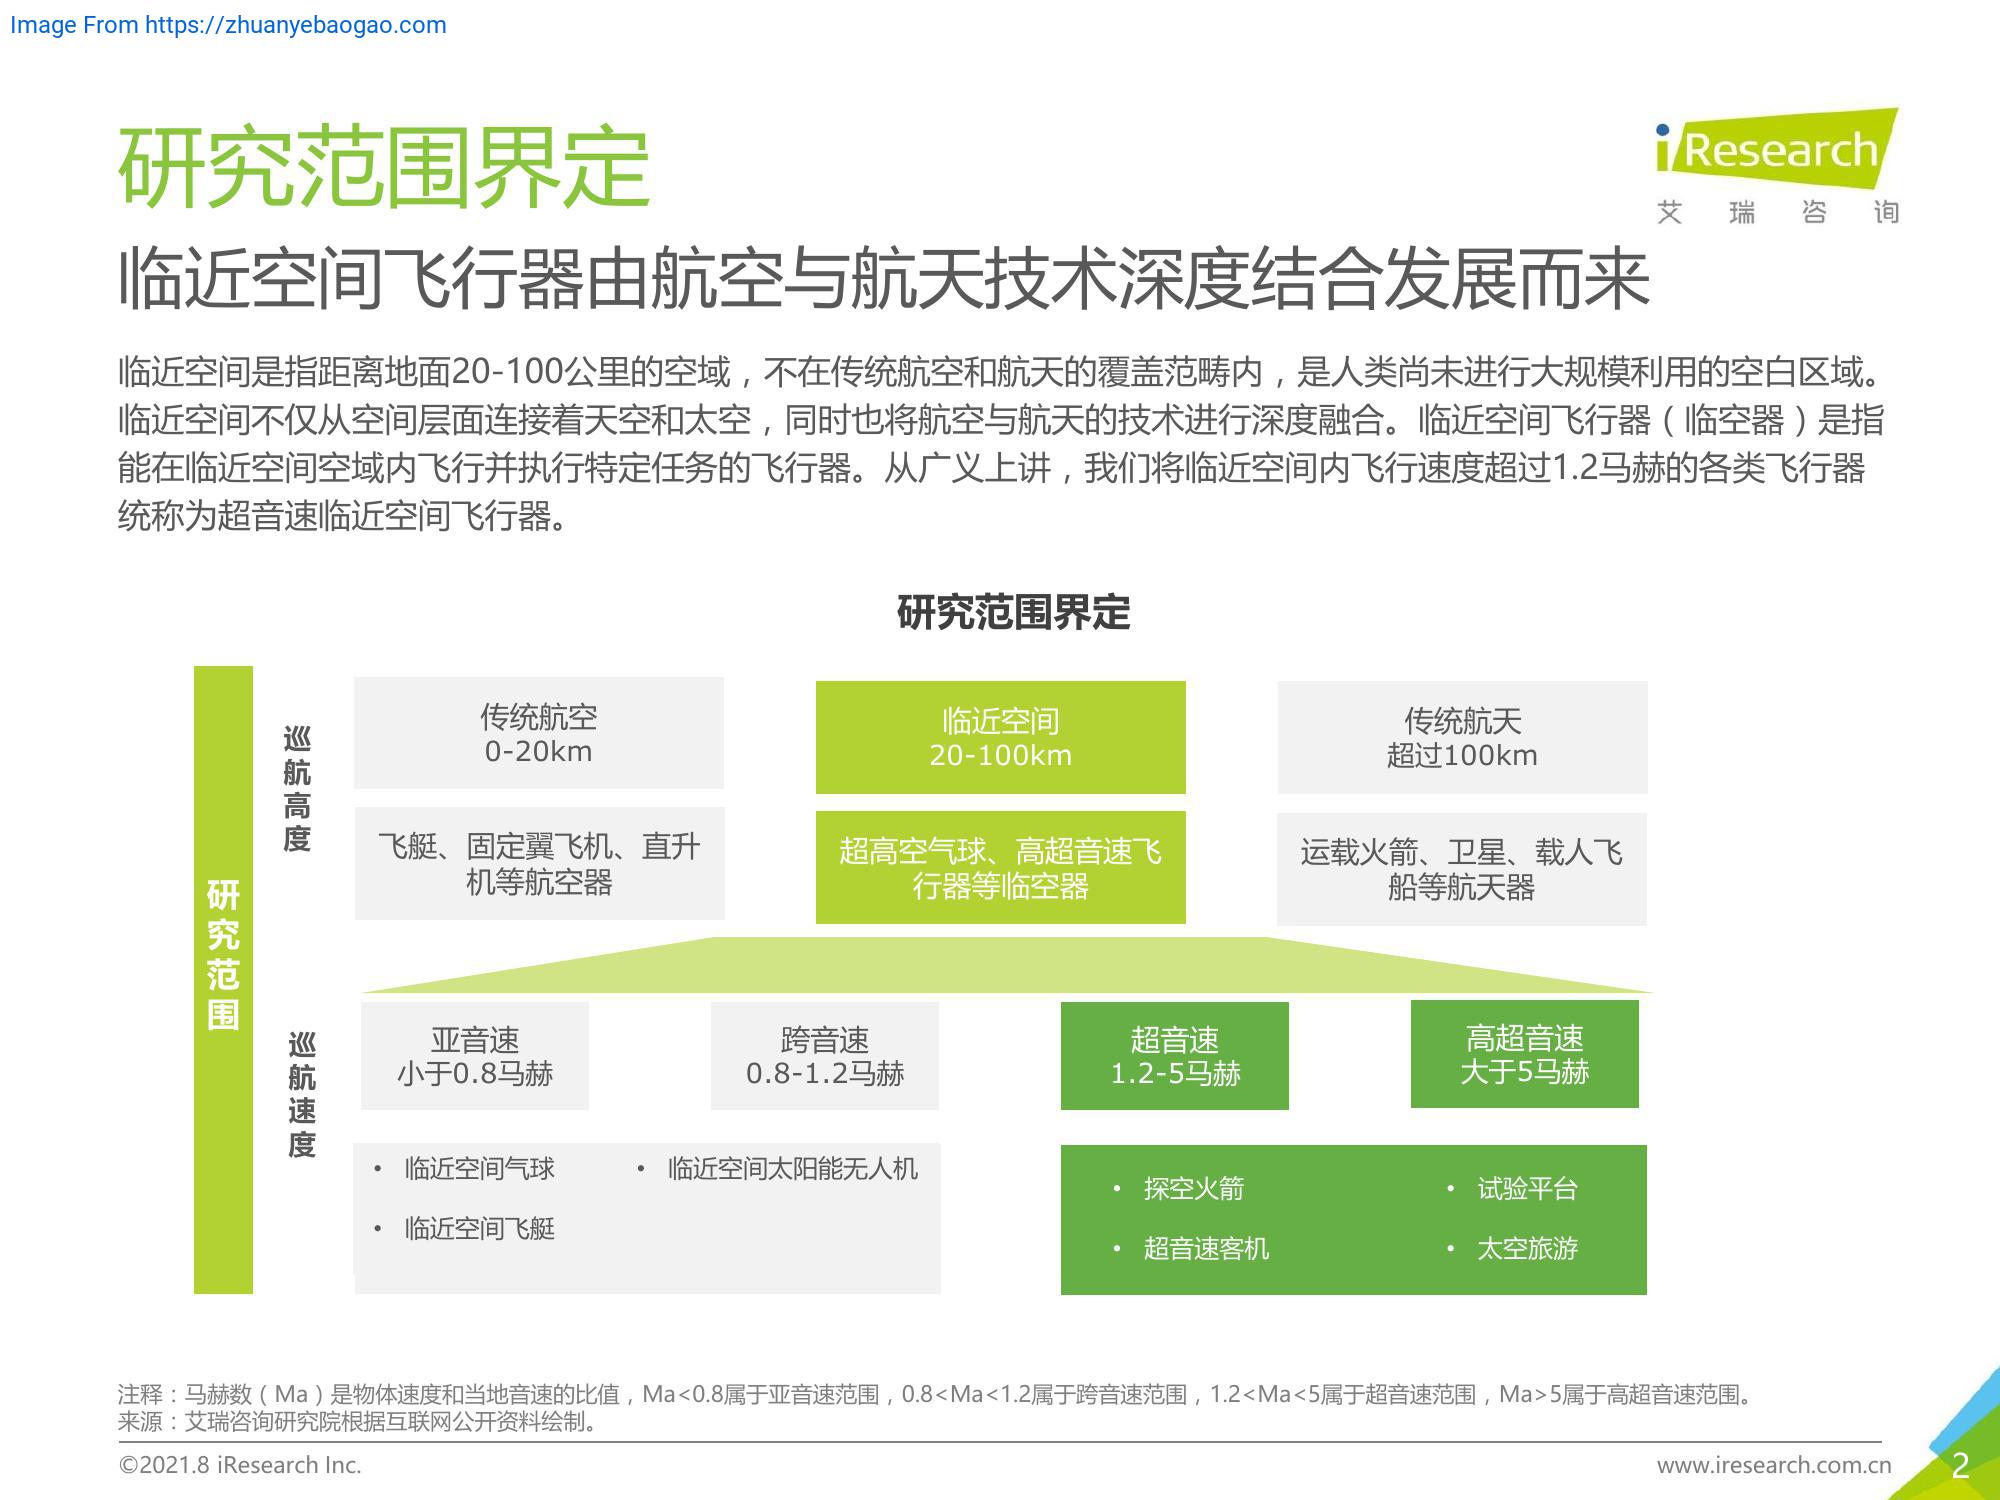 Image From https://zhuanyebaogao.com
研究范围界定
iResearch
艾瑞咨询
临近空间飞行器由航空与航天技术深度结合发展而来
临近空间是指距离地面20-100公里的空域，不在传统航空和航天的覆盖范畴内，是人类尚未进行大规模利用的空白区域。
临近空间不仅从空间层面连接着天空和太空，同时也将航空与航天的技术进行深度融合。临近空间飞行器（临空器）是指
能在临近空间空域内飞行并执行特定任务的飞行器。从广义上讲，我们将临近空间内飞行速度超过1.2马赫的各类飞行器
统称为超音速临近空间飞行器。
研究范围界定
研究范围
巡航高度
传统航空
0-20km
临近空间
20-100km
传统航天
超过100km
飞艇、固定翼飞机、直升
机等航空器
超高空气球、高超音速飞
行器等临空器
运载火箭、卫星、载人飞
船等航天器
巡航速度
亚音速
小于0.8马赫
跨音速
0.8-1.2马赫
超音速
1.2-5马赫
高超音速
大于5马赫
• 临近空间气球
• 临近空间太阳能无人机
• 临近空间飞艇
• 探空火箭
• 试验平台
• 超音速客机
• 太空旅游
注释：马赫数（Ma）是物体速度和当地音速的比值，Ma<0.8属于亚音速范围，0.8<Ma<1.2属于跨音速范围，1.2<Ma<5属于超音速范围，Ma>5属于高超音速范围。
来源：艾瑞咨询研究院根据互联网公开资料绘制。
©2021.8 iResearch Inc.
www.iresearch.com.cn
2